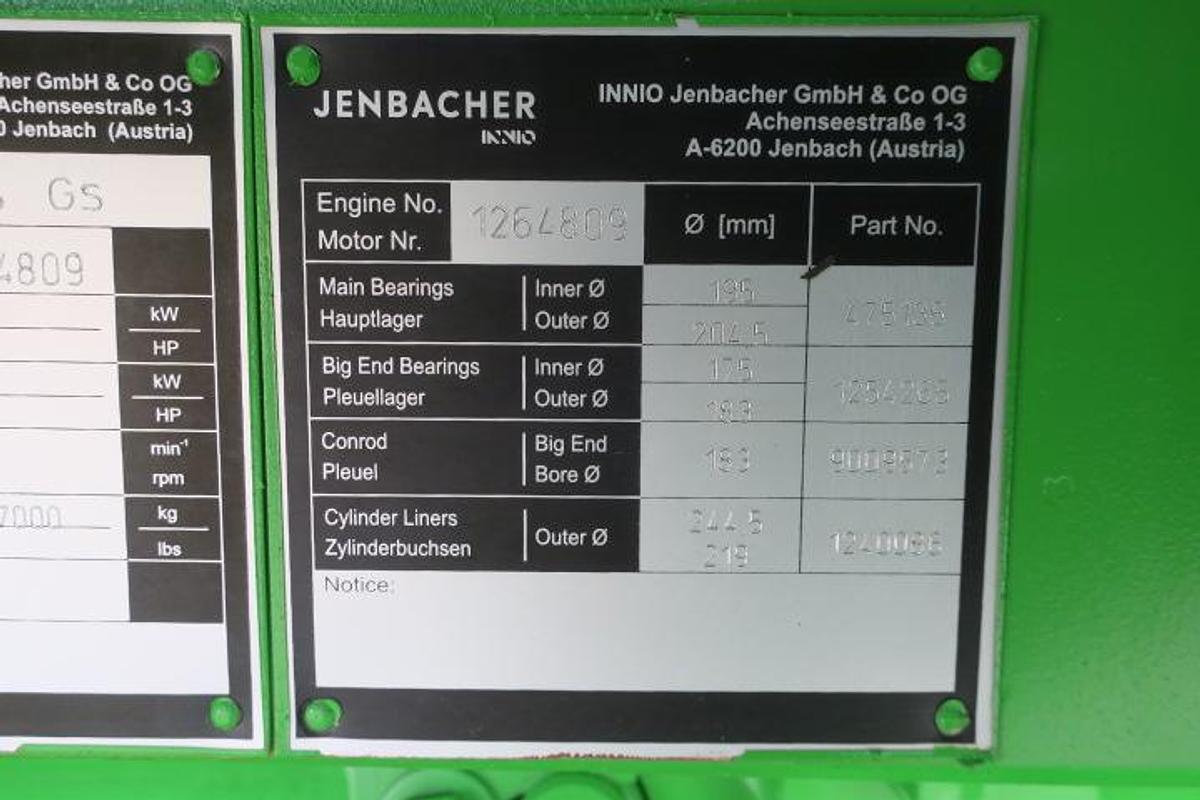 her GmbH & Co OG
Achenseestraße 1-3
0 Jenbach (Austria)
Gs
4809
kW
HP
kW
HP
min⁻¹
rpm
7000
kg
lbs
JENBACHER
INNIO
INNIO Jenbacher GmbH & Co OG
Achenseestraße 1-3
A-6200 Jenbach (Austria)
Engine No.
Motor Nr.
1264809
Ø [mm]
Part No.
Main Bearings
Hauptlager
Inner Ø
Outer Ø
195
204,5
Big End Bearings
Pleuellager
Inner Ø
Outer Ø
175
183
Conrod
Pleuel
Big End
Bore Ø
183
Cylinder Liners
Zylinderbuchsen
Outer Ø
244,5
219
Notice: